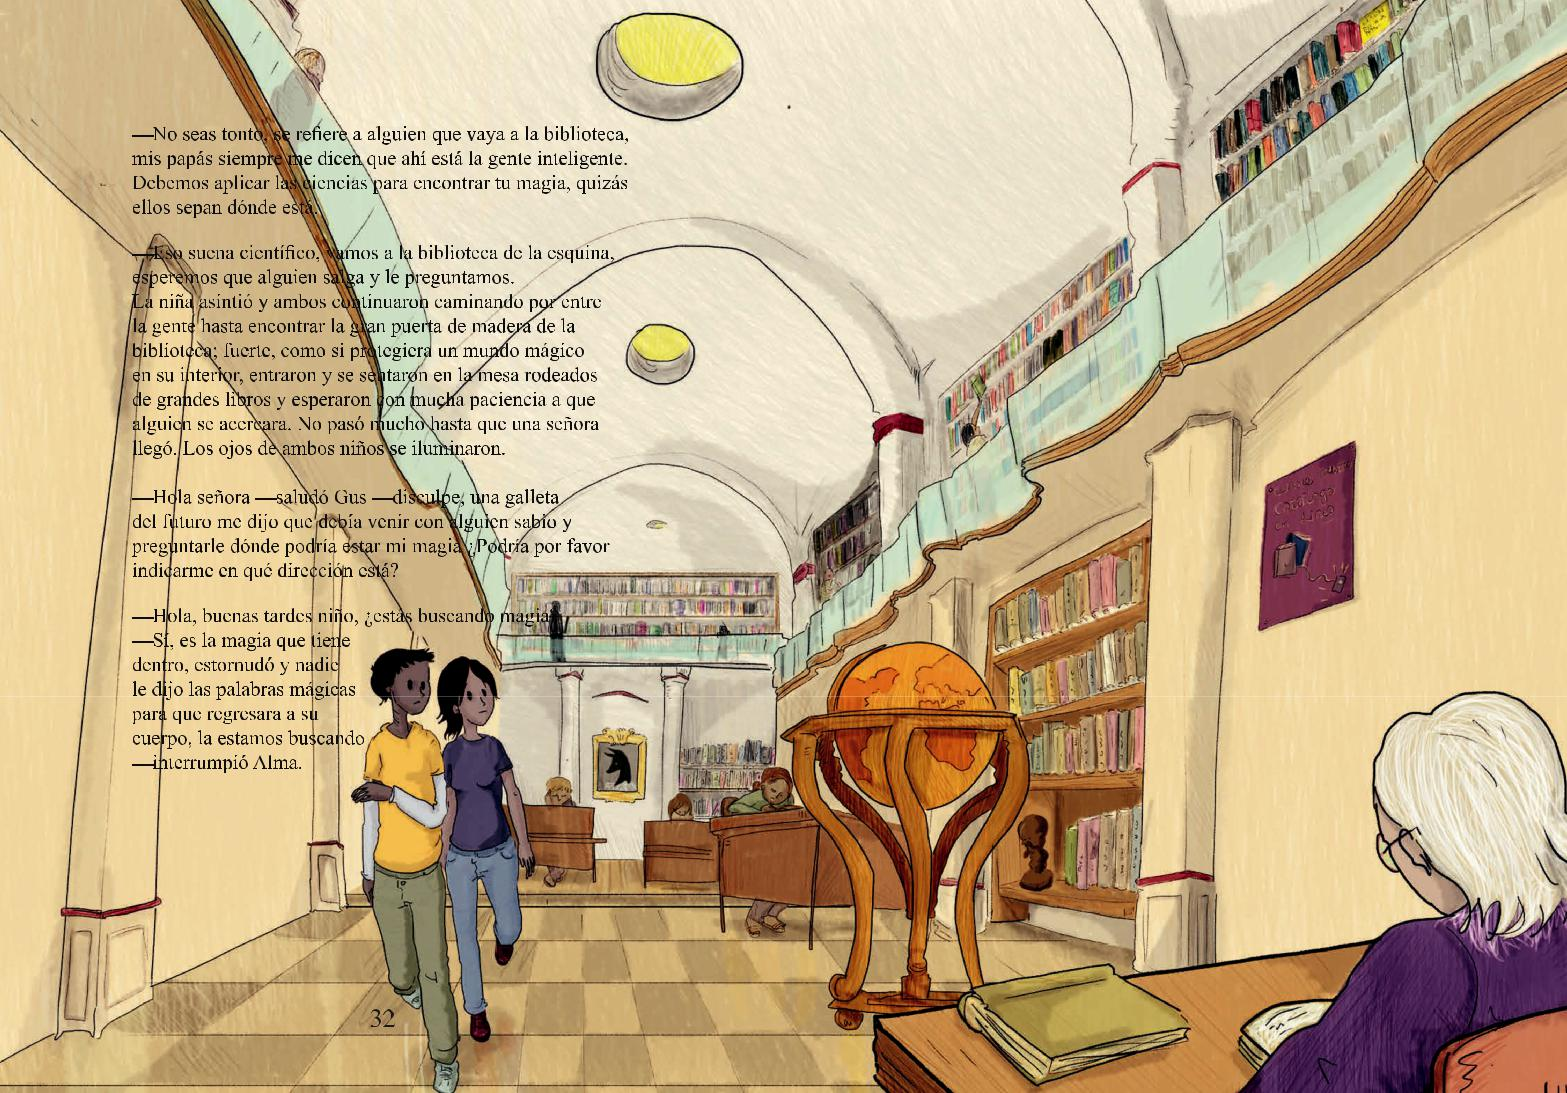 —No seas tonto, se refiere a alguien que vaya a la biblioteca,
mis papás siempre me dicen que ahí está la gente inteligente.
Debemos aplicar las ciencias para encontrar tu magia, quizás
ellos sepan dónde está.
—Eso suena científico, vamos a la biblioteca de la esquina,
esperemos que alguien salga y le preguntamos.
La niña asintió y ambos continuaron caminando por entre
la gente hasta encontrar la gran puerta de madera de la
biblioteca; fuerte, como si protegiera un mundo mágico
en su interior, entraron y se sentaron en la mesa rodeados
de grandes libros y esperaron con mucha paciencia a que
alguien se acercara. No pasó mucho hasta que una señora
llegó. Los ojos de ambos niños se iluminaron.
—Hola señora —saludó Gus —disculpe, una galleta
del futuro me dijo que debía venir con alguien sabio y
preguntarle dónde podría estar mi magia ¿Podría por favor
indicarme en qué dirección está?
—Hola, buenas tardes niño, ¿estás buscando magia?
—Sí, es la magia que tiene
dentro, estornudó y nadie
le dijo las palabras mágicas
para que regresara a su
cuerpo, la estamos buscando
—interrumpió Alma.
32